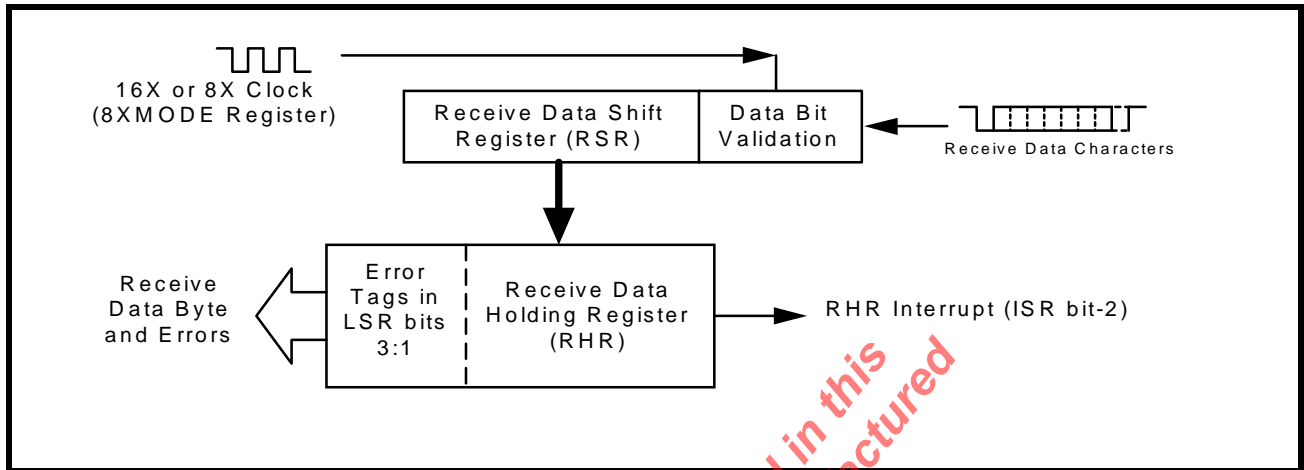 16X or 8X Clock
(8XMODE Register)
Receive Data Shift
Register (RSR)
Data Bit
Validation
Receive Data Characters
Receive
Data Byte
and Errors
Error
Tags in
LSR bits
3:1
Receive Data
Holding Register
(RHR)
RHR Interrupt (ISR bit-2)
in this